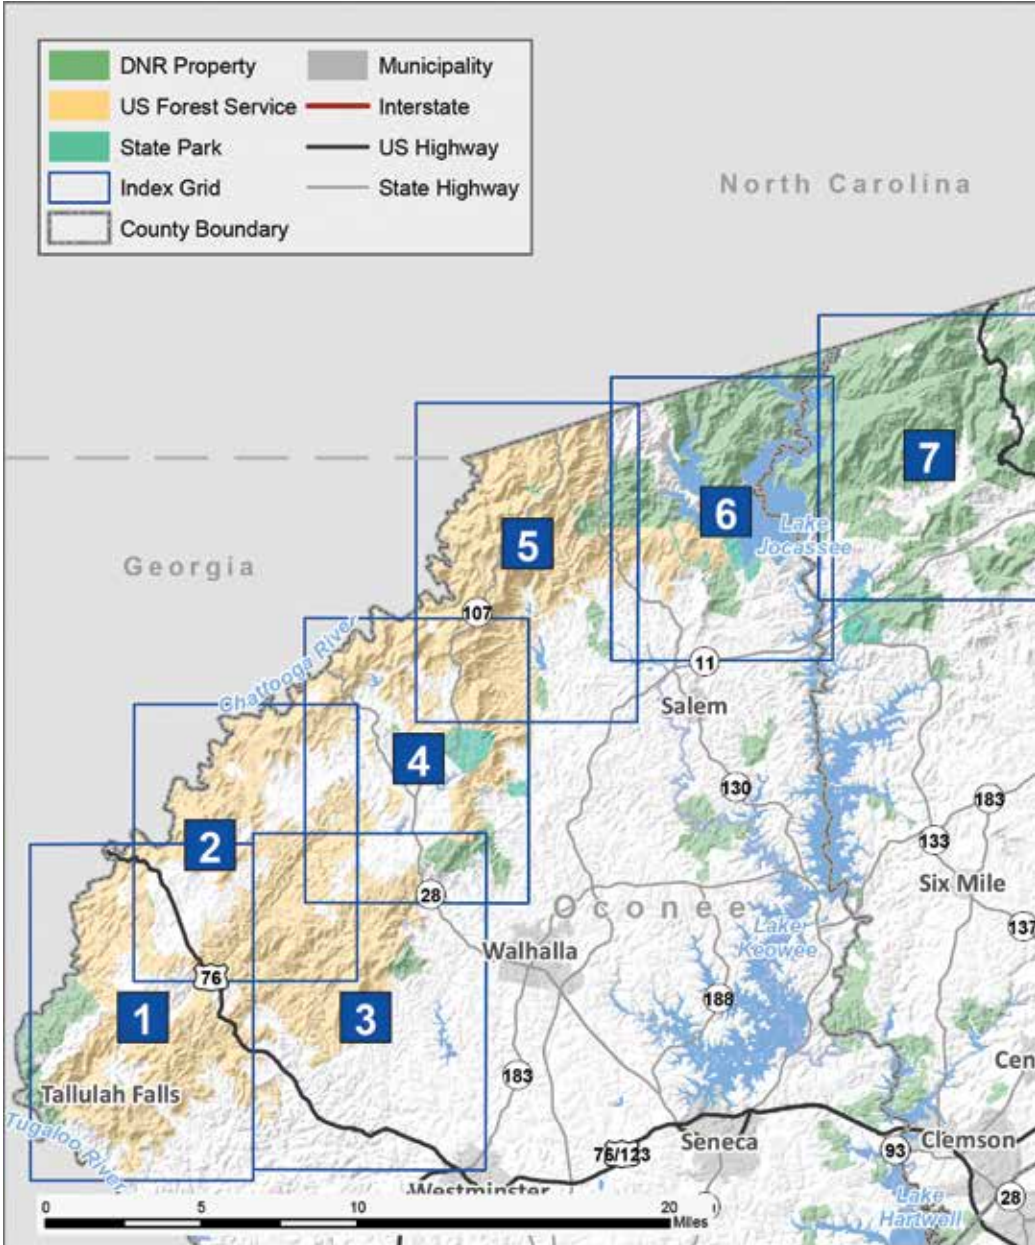 DNR Property
Municipality
US Forest Service
Interstate
State Park
US Highway
Index Grid
State Highway
County Boundary
North Carolina
7
6
5
Lake
Jocassee
Georgia
107
Chattooga River
11
Salem
4
130
183
2
133
28
Six Mile
Oconee
137
Lake
Keowee
Walhalla
76
188
1
3
183
Cen
Tallulah Falls
Tugaloo River
Seneca
76/123
93
Clemson
Westminster
28
Lake
Hartwell
0 5 10 20
Miles